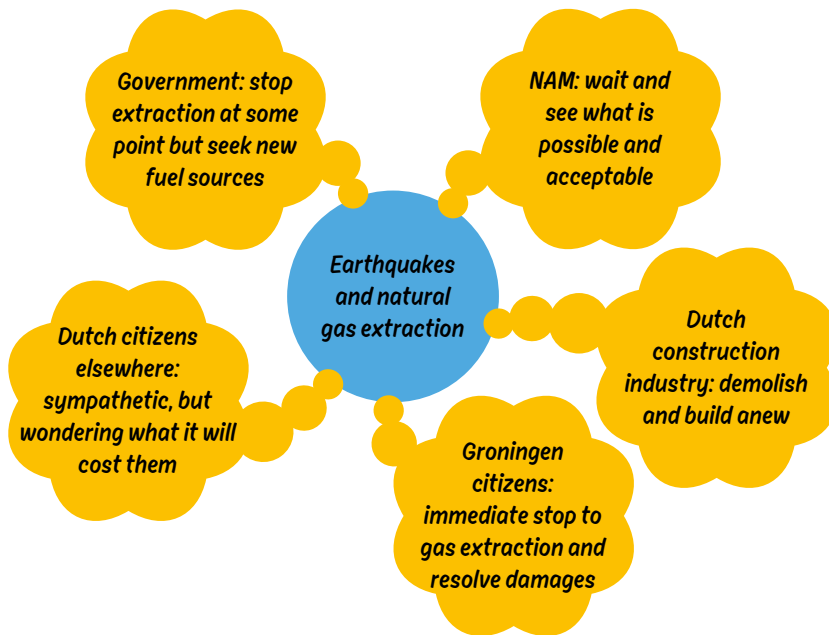 Government: stop
extraction at some
point but seek new
fuel sources
NAM: wait and
see what is
possible and
acceptable
Earthquakes
and natural
gas extraction
Dutch
construction
industry: demolish
and build anew
Dutch citizens
elsewhere:
sympathetic, but
wondering what it will
cost them
Groningen
citizens:
immediate stop to
gas extraction and
resolve damages